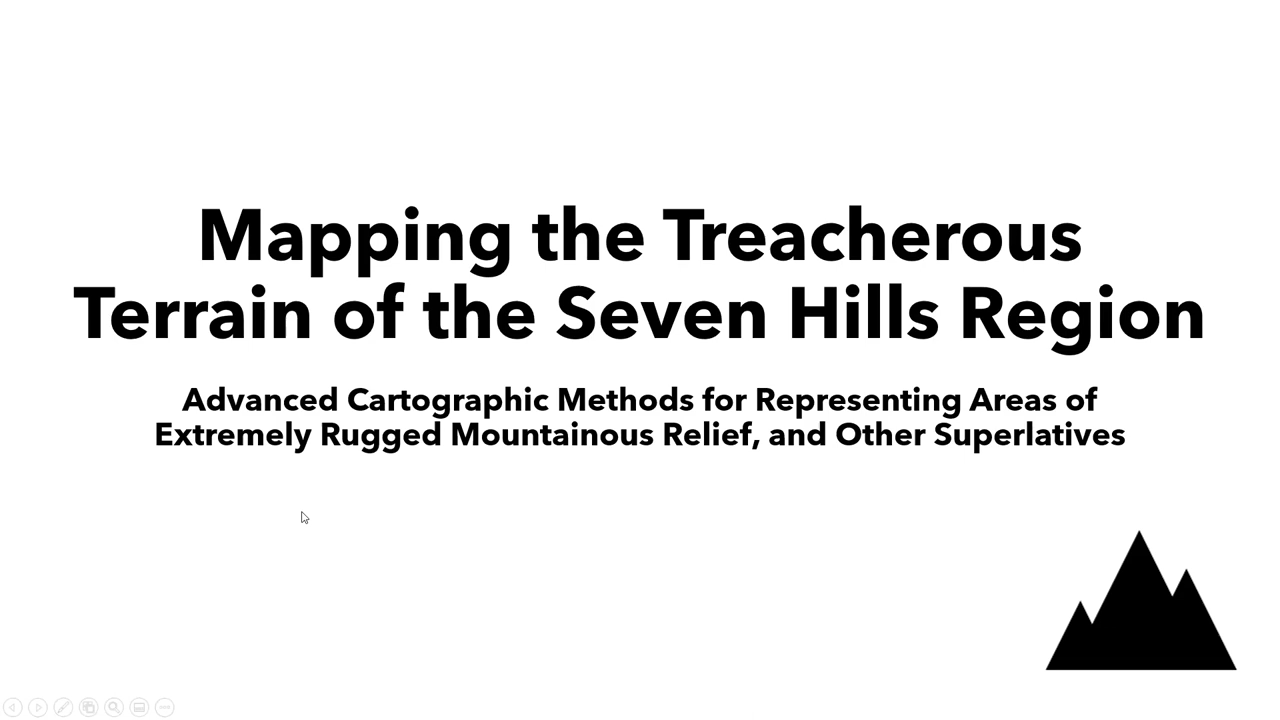 Mapping the Treacherous
Terrain of the Seven Hills Region
Advanced Cartographic Methods for Representing Areas of
Extremely Rugged Mountainous Relief, and Other Superlatives